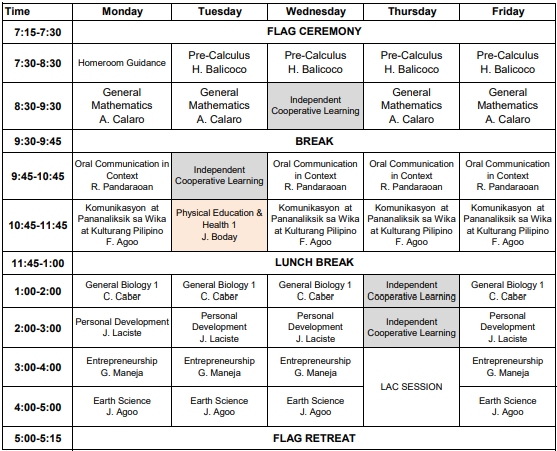 Time Monday Tuesday Wednesday Thursday Friday
7:15-7:30 FLAG CEREMONY
7:30-8:30 Homeroom Guidance Pre-Calculus Pre-Calculus Pre-Calculus Pre-Calculus
H. Balicoco H. Balicoco H. Balicoco H. Balicoco
8:30-9:30 General General Independent General General
Mathematics Mathematics Cooperative Learning Mathematics Mathematics
A. Calaro A. Calaro A. Calaro A. Calaro
9:30-9:45 BREAK
9:45-10:45 Oral Communication in Independent Oral Communication in Oral Communication in Oral Communication in
Context Cooperative Learning Context Context Context
R. Pandaraoan R. Pandaraoan R. Pandaraoan R. Pandaraoan
10:45-11:45 Komunikasyon at Physical Education & Komunikasyon at Komunikasyon at Komunikasyon at
Pananaliksik sa Wika Health 1 Pananaliksik sa Wika Pananaliksik sa Wika Pananaliksik sa Wika
at Kulturang Pilipino J. Boday at Kulturang Pilipino at Kulturang Pilipino at Kulturang Pilipino
F. Agoo F. Agoo F. Agoo F. Agoo
11:45-1:00 LUNCH BREAK
1:00-2:00 General Biology 1 General Biology 1 General Biology 1 Independent General Biology 1
C. Caber C. Caber C. Caber Cooperative Learning C. Caber
2:00-3:00 Personal Development Personal Personal Independent Personal
J. Laciste Development Development Cooperative Learning Development
J. Laciste J. Laciste J. Laciste
3:00-4:00 Entrepreneurship Entrepreneurship Entrepreneurship LAC SESSION Entrepreneurship
G. Maneja G. Maneja G. Maneja G. Maneja
4:00-5:00 Earth Science Earth Science Earth Science Earth Science
J. Agoo J. Agoo J. Agoo J. Agoo
5:00-5:15 FLAG RETREAT